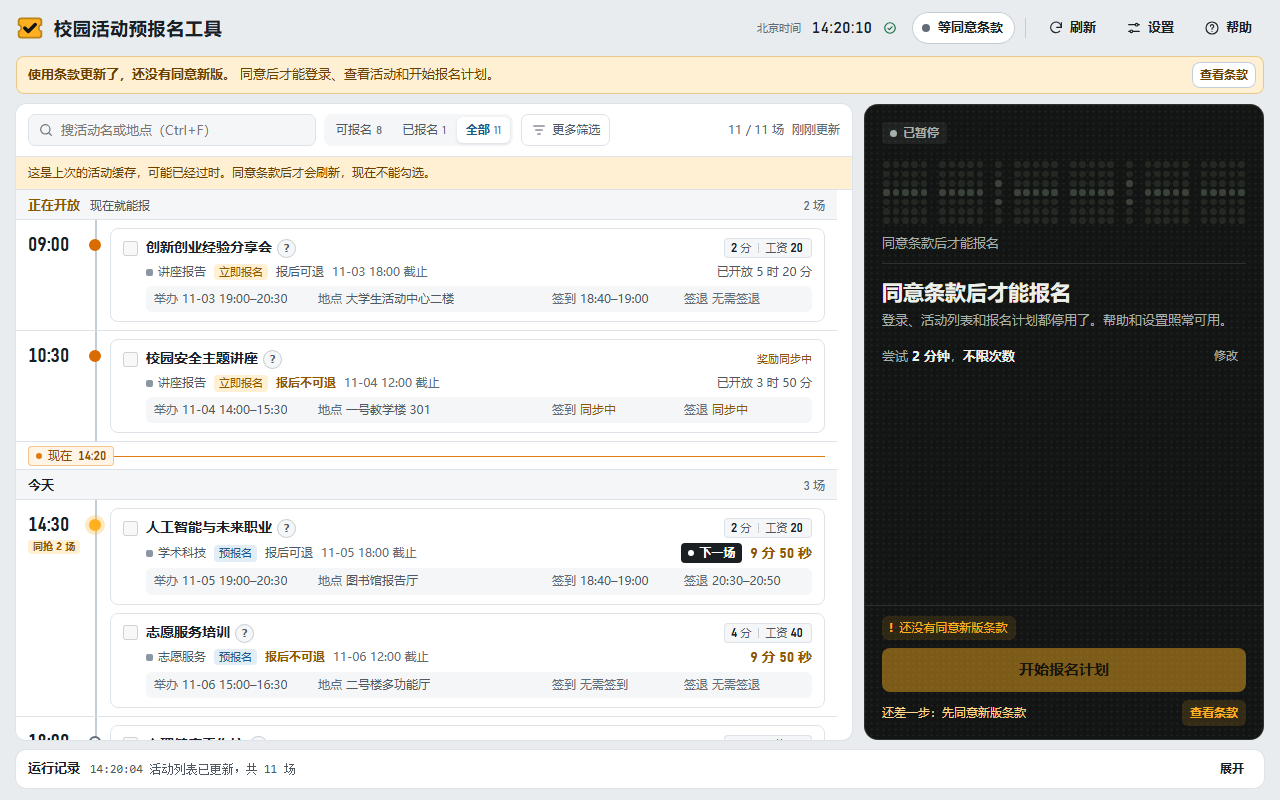 校园活动预报名工具
北京时间 14:20:10 等同意条款 刷新 设置 帮助
使用条款更新了，还没有同意新版。 同意后才能登录、查看活动和开始报名计划。 查看条款
搜活动名或地点（Ctrl+F） 可报名 8 已报名 1 全部 11 更多筛选 11 / 11 场 刚刚更新
这是上次的活动缓存，可能已经过时。同意条款后才会刷新，现在不能勾选。
正在开放 现在就能报 2 场
09:00 创新创业经验分享会 ? 2 分 工资 20
讲座报告 立即报名 报后可退 11-03 18:00 截止 已开放 5 时 20 分
举办 11-03 19:00–20:30 地点 大学生活动中心二楼 签到 18:40–19:00 签退 无需签退
10:30 校园安全主题讲座 ? 奖励同步中
讲座报告 立即报名 报后不可退 11-04 12:00 截止 已开放 3 时 50 分
举办 11-04 14:00–15:30 地点 一号教学楼 301 签到 同步中 签退 同步中
现在 14:20
今天 3 场
14:30 人工智能与未来职业 ? 2 分 工资 20
同抢 2 场
学术科技 预报名 报后可退 11-05 18:00 截止 下一场 9 分 50 秒
举办 11-05 19:00–20:30 地点 图书馆报告厅 签到 18:40–19:00 签退 20:30–20:50
志愿服务培训 ? 4 分 工资 40
志愿服务 预报名 报后不可退 11-06 12:00 截止 9 分 50 秒
举办 11-06 15:00–16:30 地点 二号楼多功能厅 签到 无需签到 签退 无需签退
已暂停
--:--:--
同意条款后才能报名
同意条款后才能报名
登录、活动列表和报名计划都停用了。帮助和设置照常可用。
尝试 2 分钟，不限次数 修改
! 还没有同意新版条款
开始报名计划
还差一步：先同意新版条款 查看条款
运行记录 14:20:04 活动列表已更新，共 11 场 展开